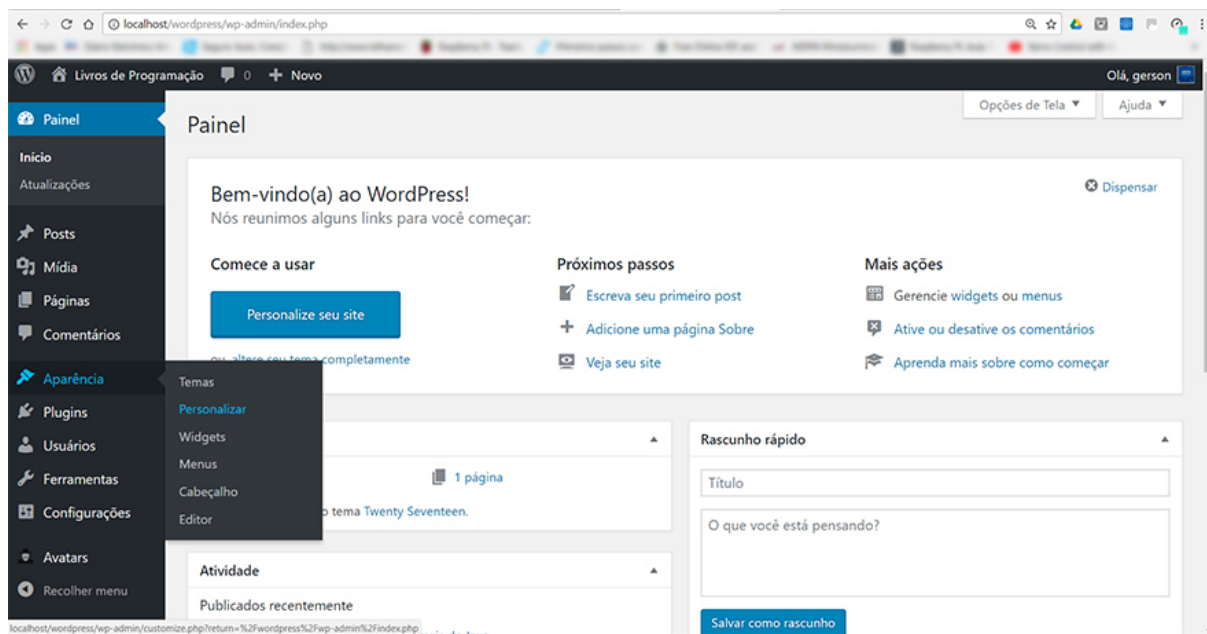 localhost/wordpress/wp-admin/index.php
Livros de Programação 0 + Novo
Olá, gerson
Painel
Início
Atualizações
Posts
Mídia
Páginas
Comentários
Aparência
Temas
Personalizar
Widgets
Menus
Cabeçalho
Editor
Plugins
Usuários
Ferramentas
Configurações
Avatars
Recolher menu
Opções de Tela
Ajuda
Painel
Bem-vindo(a) ao WordPress!
Nós reunimos alguns links para você começar:
Dispensar
Comece a usar
Personalize seu site
ou altere seu tema completamente
Próximos passos
Escreva seu primeiro post
Adicione uma página Sobre
Veja seu site
Mais ações
Gerencie widgets ou menus
Ative ou desative os comentários
Aprenda mais sobre como começar
1 página
o tema Twenty Seventeen.
Atividade
Publicados recentemente
Rascunho rápido
Título
O que você está pensando?
Salvar como rascunho
localhost/wordpress/wp-admin/customize.php?return=%2Fwordpress%2Fwp-admin%2Findex.php